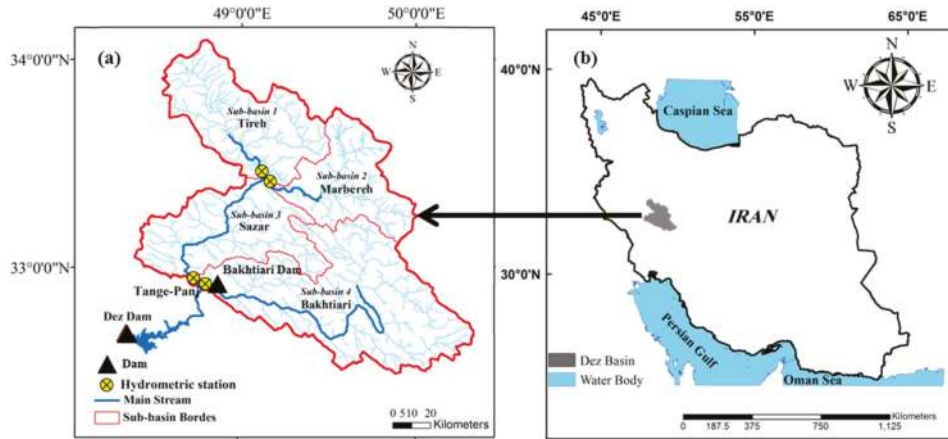 49°0'0"E
50°0'0"E
34°0'0"N
33°0'0"N
(a)
N
W
E
S
Sub-basin 1
Tireh
Sub-basin 2
Marbereh
Sub-basin 3
Sazar
Bakhtiari Dam
Tange-Pan
Sub-basin 4
Bakhtiari
Dez Dam
Dam
Hydrometric station
Main Stream
Sub-basin Bordes
0 5 10 20
Kilometers
45°0'E
55°0'E
65°0'E
40°0'N
30°0'N
(b)
N
W
E
S
Caspian Sea
IRAN
Persian Gulf
Oman Sea
Dez Basin
Water Body
0 187.5 375 750 1,125
Kilometers